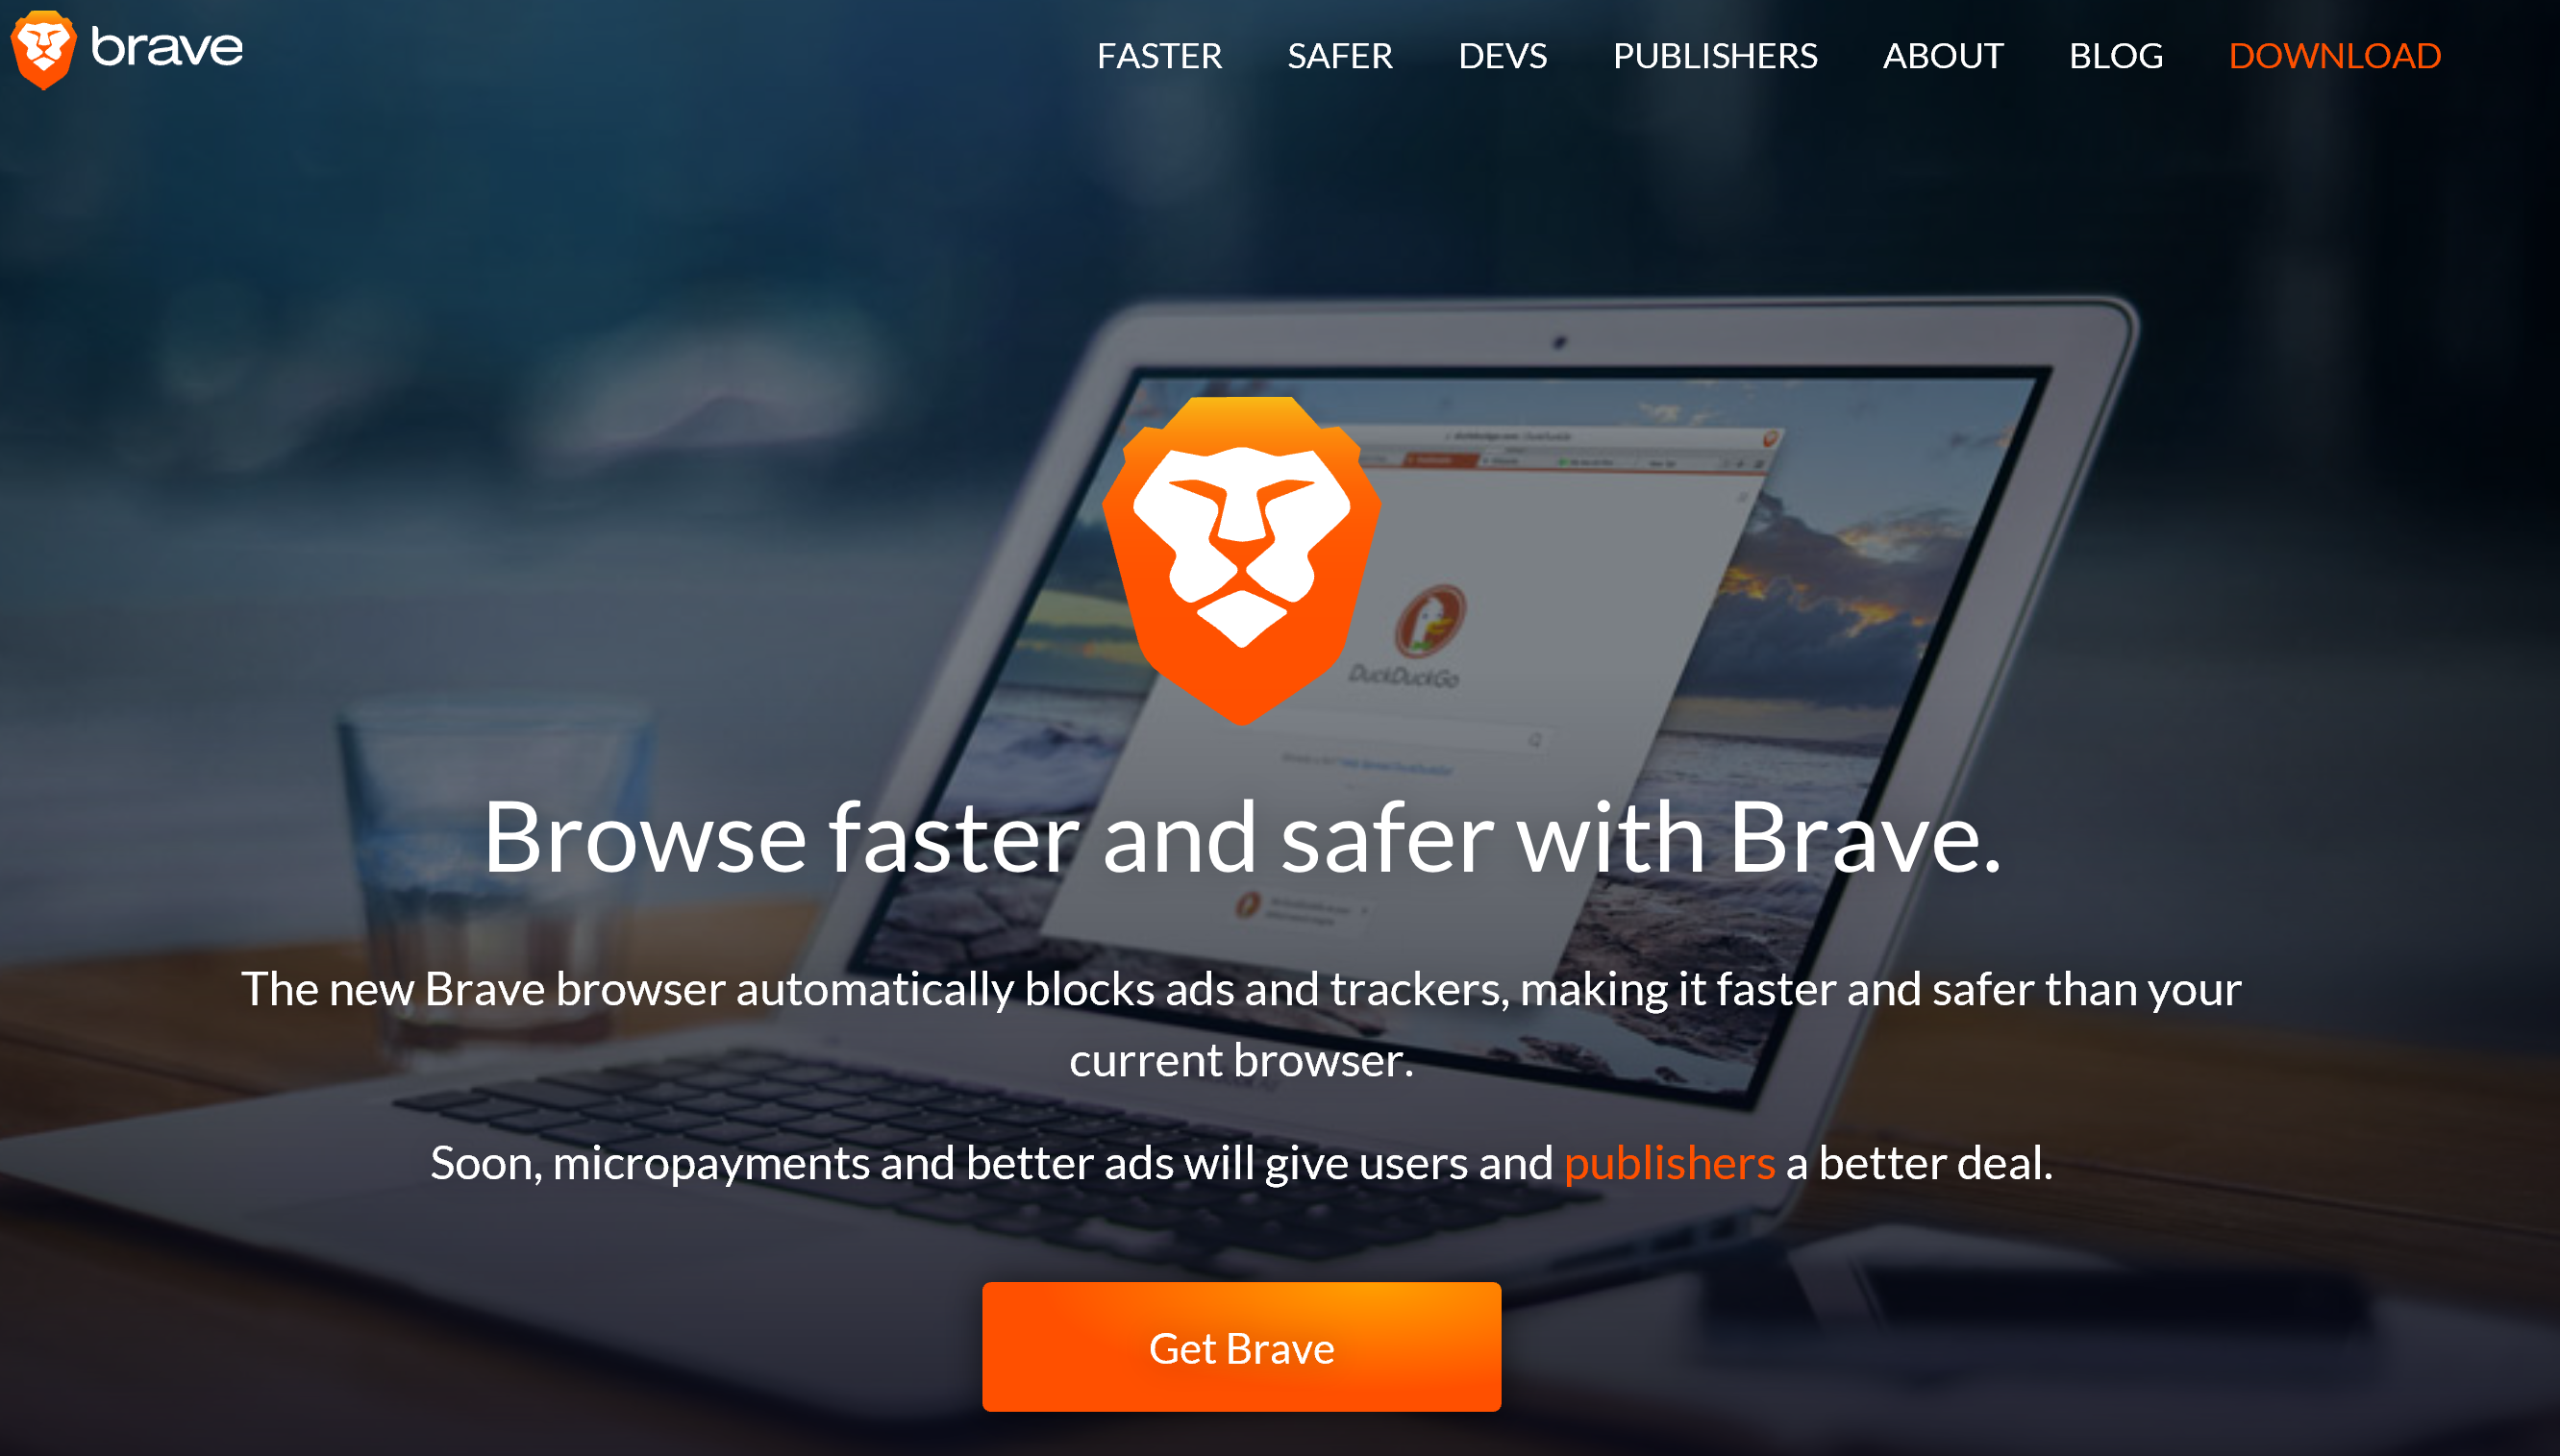 brave
FASTER SAFER DEVS PUBLISHERS ABOUT BLOG DOWNLOAD
DuckDuckGo
Browse faster and safer with Brave.
The new Brave browser automatically blocks ads and trackers, making it faster and safer than your
current browser.
Soon, micropayments and better ads will give users and publishers a better deal.
Get Brave